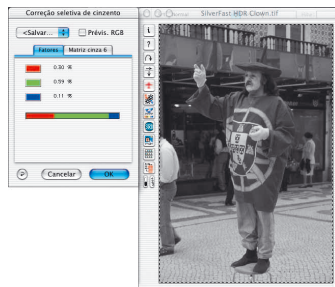 Correção seletiva de cinzento
<Salvar...
Prévis. RGB
Fatores
Matriz cinza 6
0.30 %
0.59 %
0.11 %
Cancelar
OK
SilverFast HDR Clown.tif
i
?